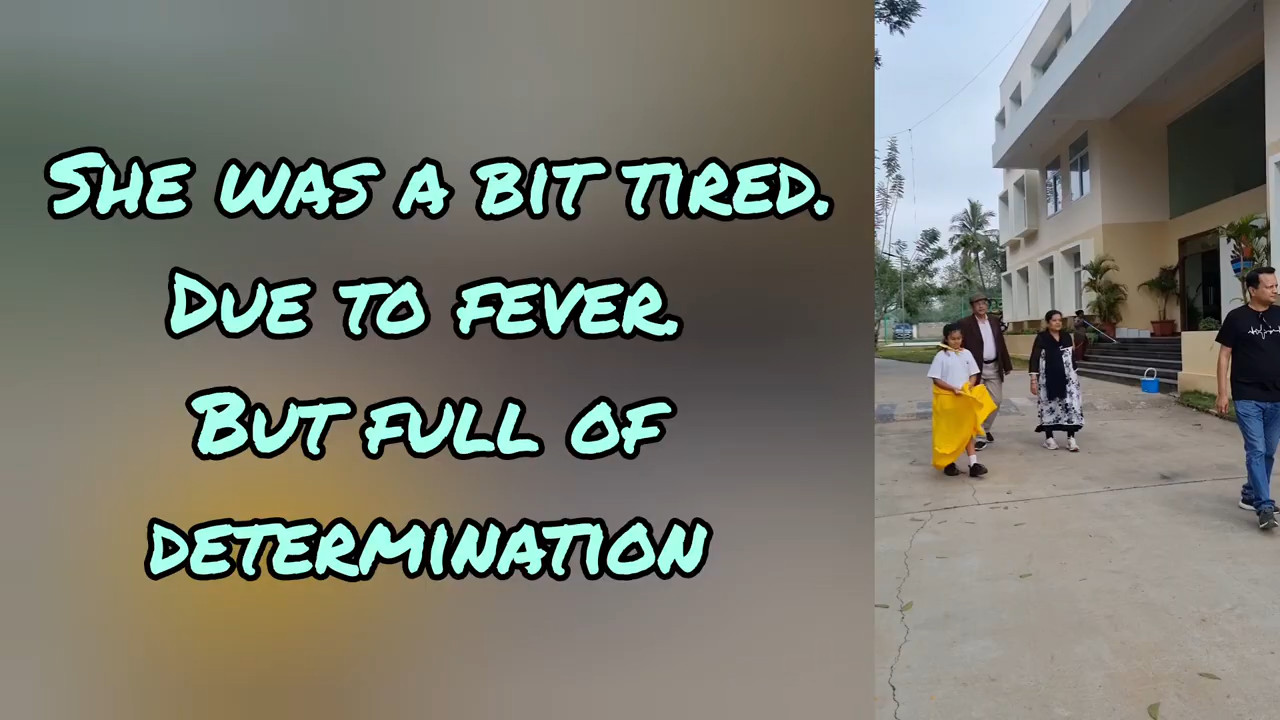 She was a bit tired.
Due to fever.
But full of
determination